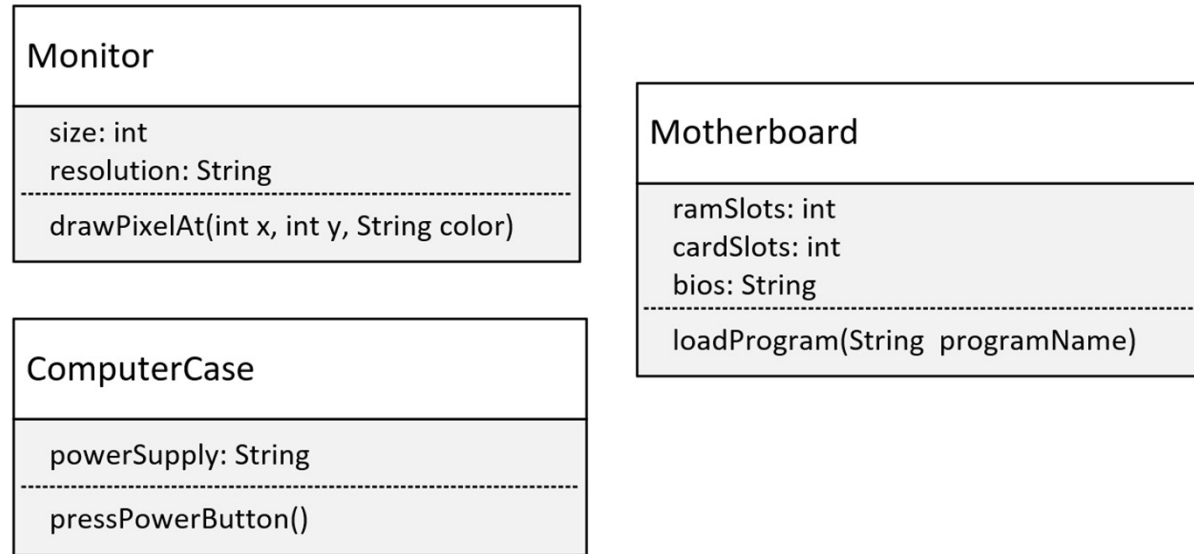 Monitor
size: int
resolution: String
drawPixelAt(int x, int y, String color)
ComputerCase
powerSupply: String
pressPowerButton()
Motherboard
ramSlots: int
cardSlots: int
bios: String
loadProgram(String programName)